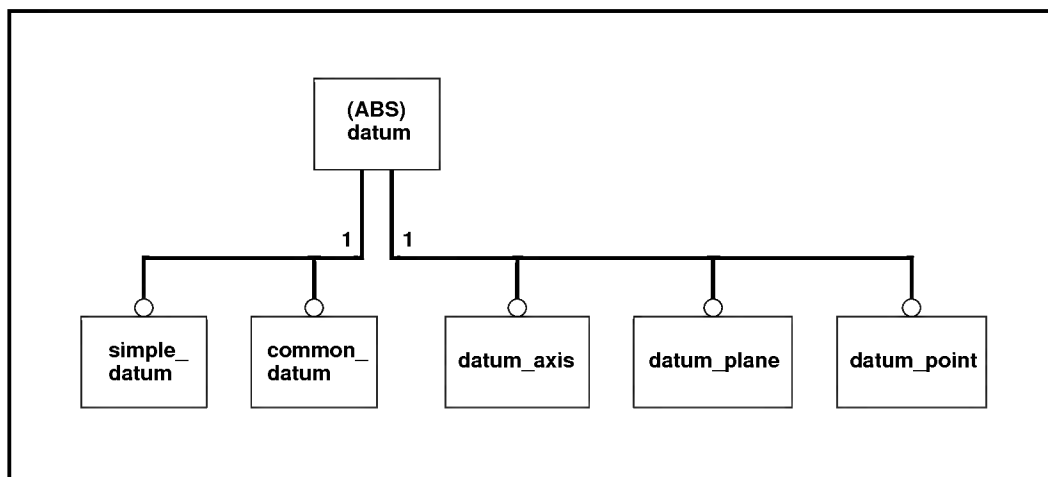 (ABS)
datum
1
1
simple_
datum
common_
datum
datum_axis
datum_plane
datum_point